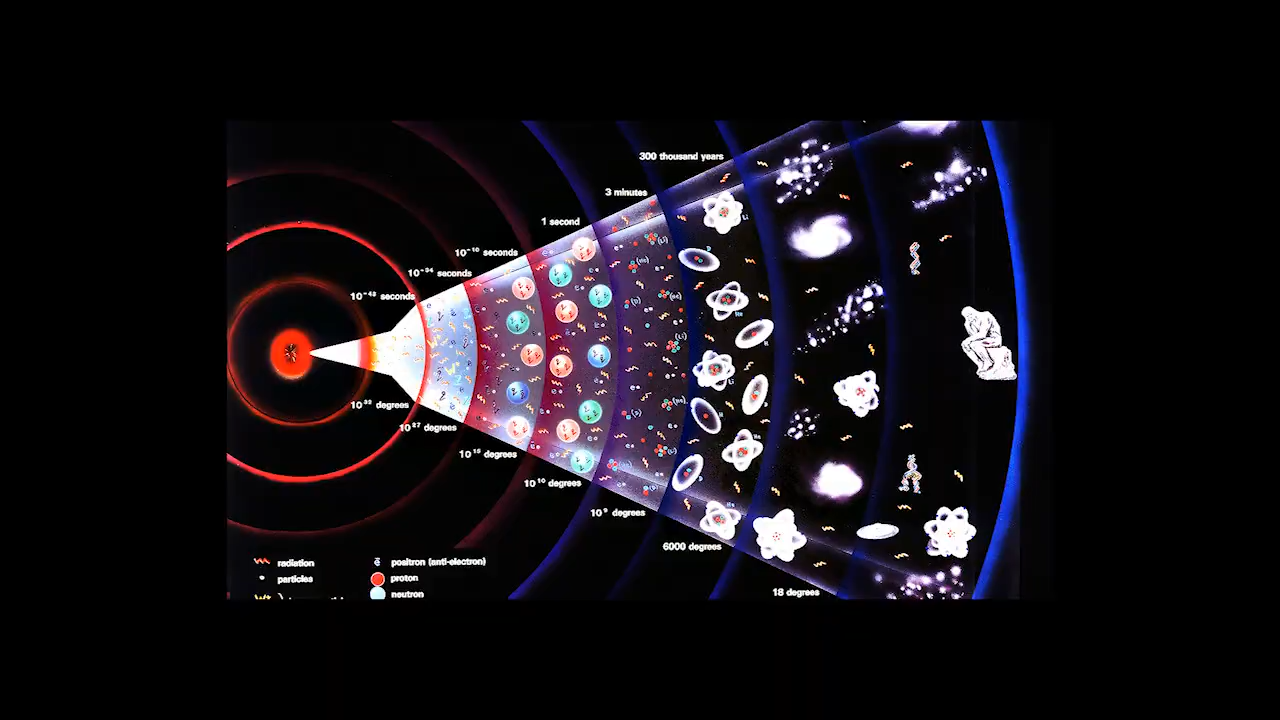 300 thousand years
3 minutes
1 second
10⁻¹⁰ seconds
10⁻³⁴ seconds
10⁻⁴³ seconds
10³² degrees
10²⁷ degrees
10¹⁵ degrees
10¹⁰ degrees
10⁹ degrees
6000 degrees
18 degrees
radiation
particles
ē positron (anti-electron)
proton
neutron